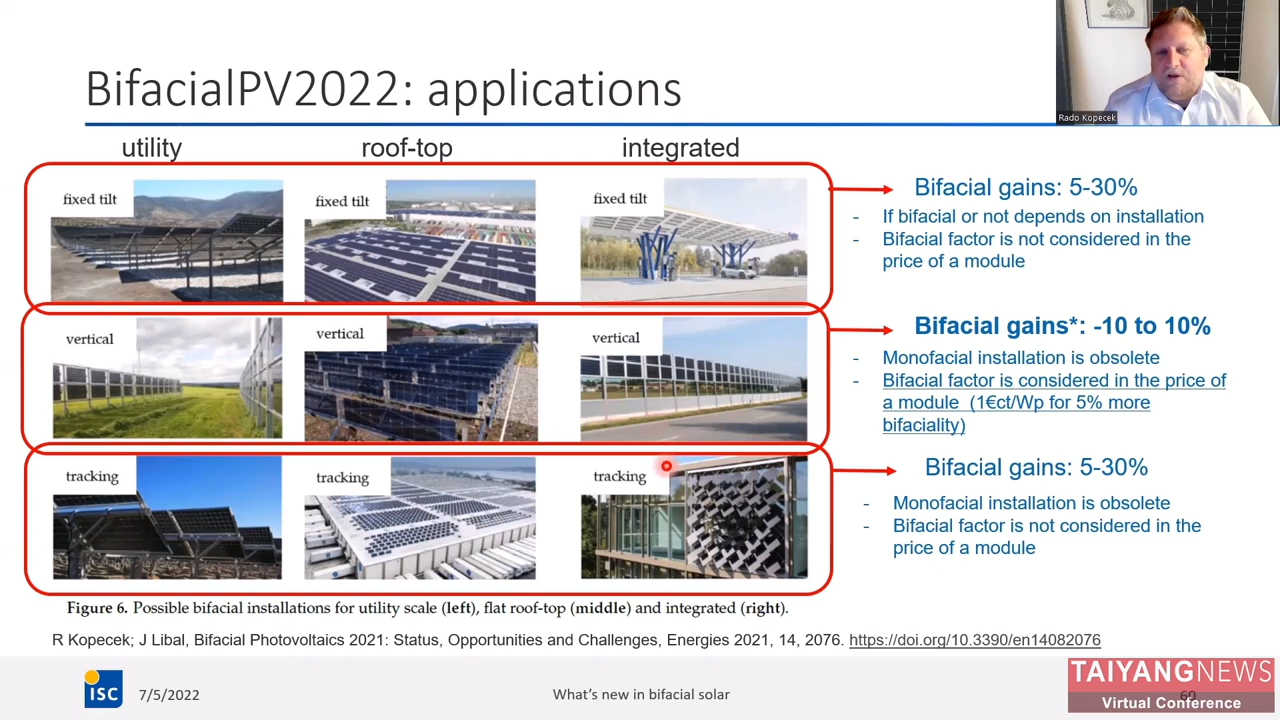 BifacialPV2022: applications
Rado Kopecek
utility
roof-top
integrated
fixed tilt
fixed tilt
fixed tilt
Bifacial gains: 5-30%
- If bifacial or not depends on installation
- Bifacial factor is not considered in the
price of a module
vertical
vertical
vertical
Bifacial gains*: -10 to 10%
- Monofacial installation is obsolete
- Bifacial factor is considered in the price of
a module (1€ct/Wp for 5% more
bifaciality)
tracking
tracking
tracking
Bifacial gains: 5-30%
- Monofacial installation is obsolete
- Bifacial factor is not considered in the
price of a module
Figure 6. Possible bifacial installations for utility scale (left), flat roof-top (middle) and integrated (right).
R Kopecek; J Libal, Bifacial Photovoltaics 2021: Status, Opportunities and Challenges, Energies 2021, 14, 2076. https://doi.org/10.3390/en14082076
ISC
7/5/2022
What's new in bifacial solar
60
TAIYANGNEWS
Virtual Conference